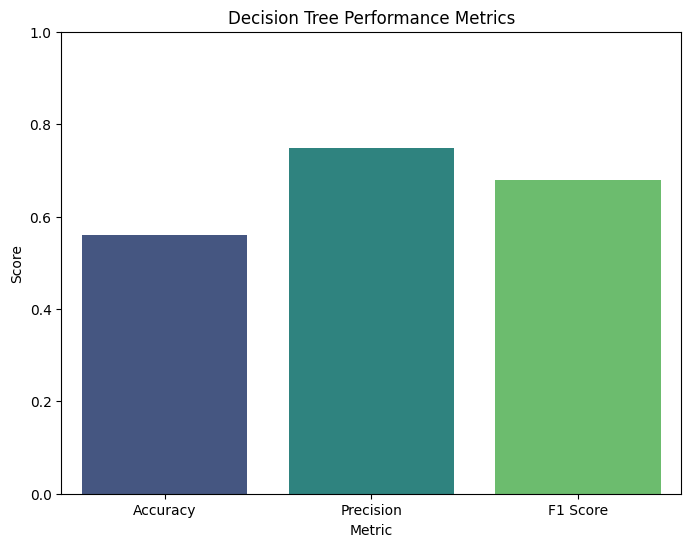 Decision Tree Performance Metrics
1.0
0.8
0.6
0.4
0.2
0.0
Score
Accuracy
Precision
F1 Score
Metric